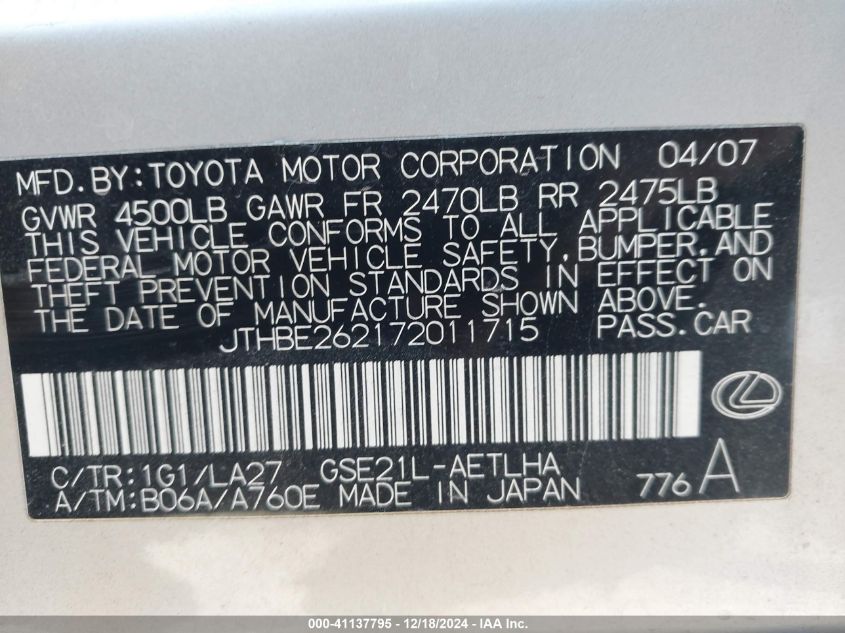 MFD. BY: TOYOTA MOTOR CORPORATION 04/07
GVWR 4500LB GAWR FR 2470LB RR 2475LB
THIS VEHICLE CONFORMS TO ALL APPLICABLE
FEDERAL MOTOR VEHICLE SAFETY, BUMPER, AND
THEFT PREVENTION STANDARDS IN EFFECT ON
THE DATE OF MANUFACTURE SHOWN ABOVE.
JTHBE262172011715 PASS. CAR
C/TR: 1G1/LA27 GSE21L-AETLHA
A/TM: B06A/A760E MADE IN JAPAN 776 A
000-41137795 - 12/18/2024 - IAA Inc.